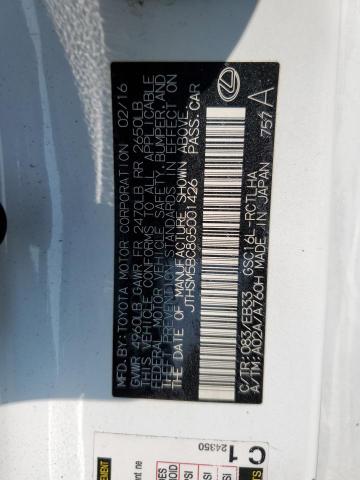 MFD. BY: TOYOTA MOTOR CORPORATION 02/16
GVWR 4960LB GAWR FR 2470LB RR 2650LB
THIS VEHICLE CONFORMS TO ALL APPLICABLE
FEDERAL MOTOR VEHICLE SAFETY, BUMPER, AND
THEFT PREVENTION STANDARDS IN EFFECT ON
THE DATE OF MANUFACTURE SHOWN ABOVE.
JTHSM5BC8G5001426 PASS.CAR
C/TR: 083/EB33 GSC16L-RCTLHA
A/TM: A02A/A760H MADE IN JAPAN 757 A
C 1
24350